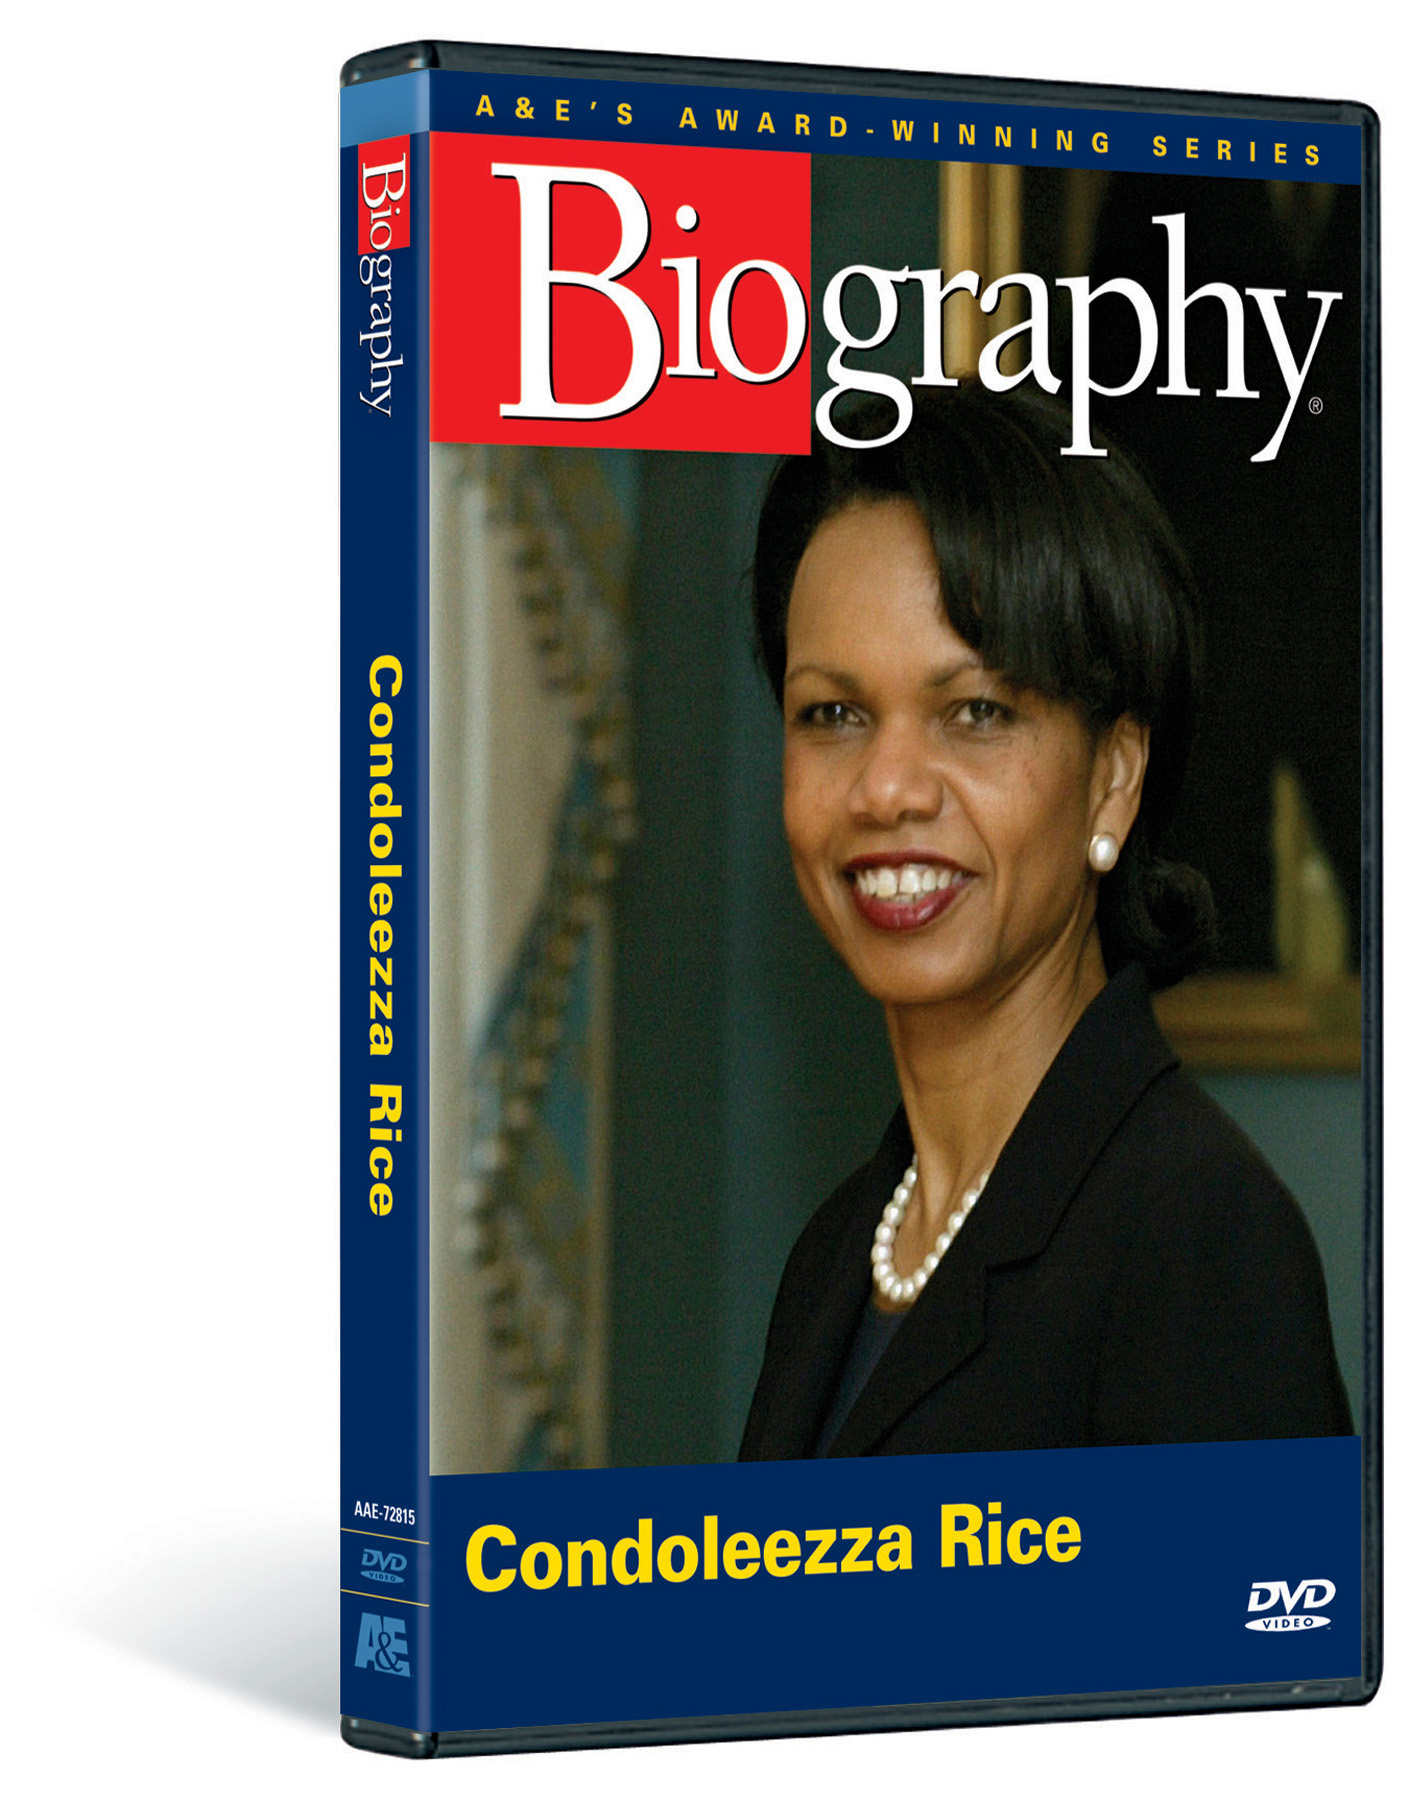 A&E'S AWARD-WINNING SERIES
Biography®
Condoleezza Rice
DVD
VIDEO
Biography
Condoleezza Rice
AAE-72815
DVD
VIDEO
A&E